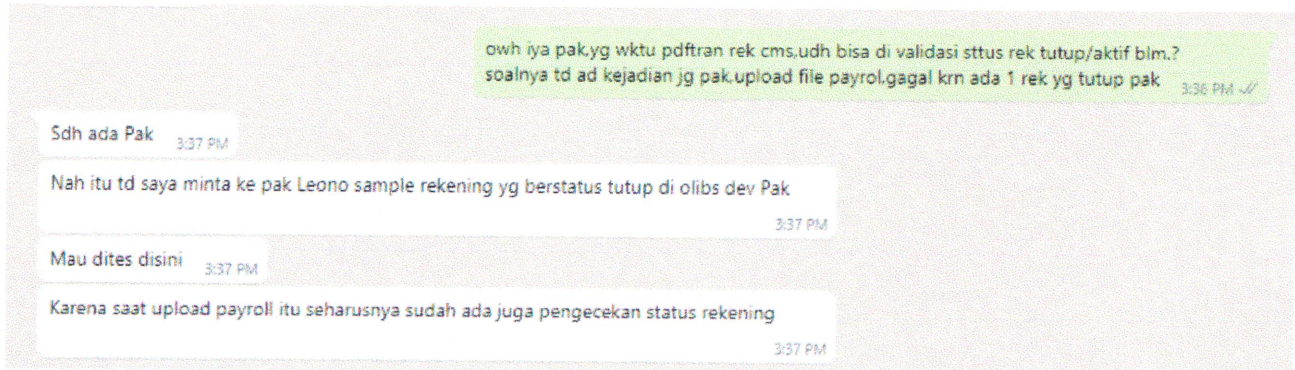 owh iya pak,yg wktu pdftran rek cms,udh bisa di validasi sttus rek tutup/aktif blm.?
soalnya td ad kejadian jg pak,upload file payrol,gagal krn ada 1 rek yg tutup pak
3:36 PM
Sdh ada Pak 3:37 PM
Nah itu td saya minta ke pak Leono sample rekening yg berstatus tutup di olibs dev Pak
3:37 PM
Mau dites disini 3:37 PM
Karena saat upload payroll itu seharusnya sudah ada juga pengecekan status rekening
3:37 PM